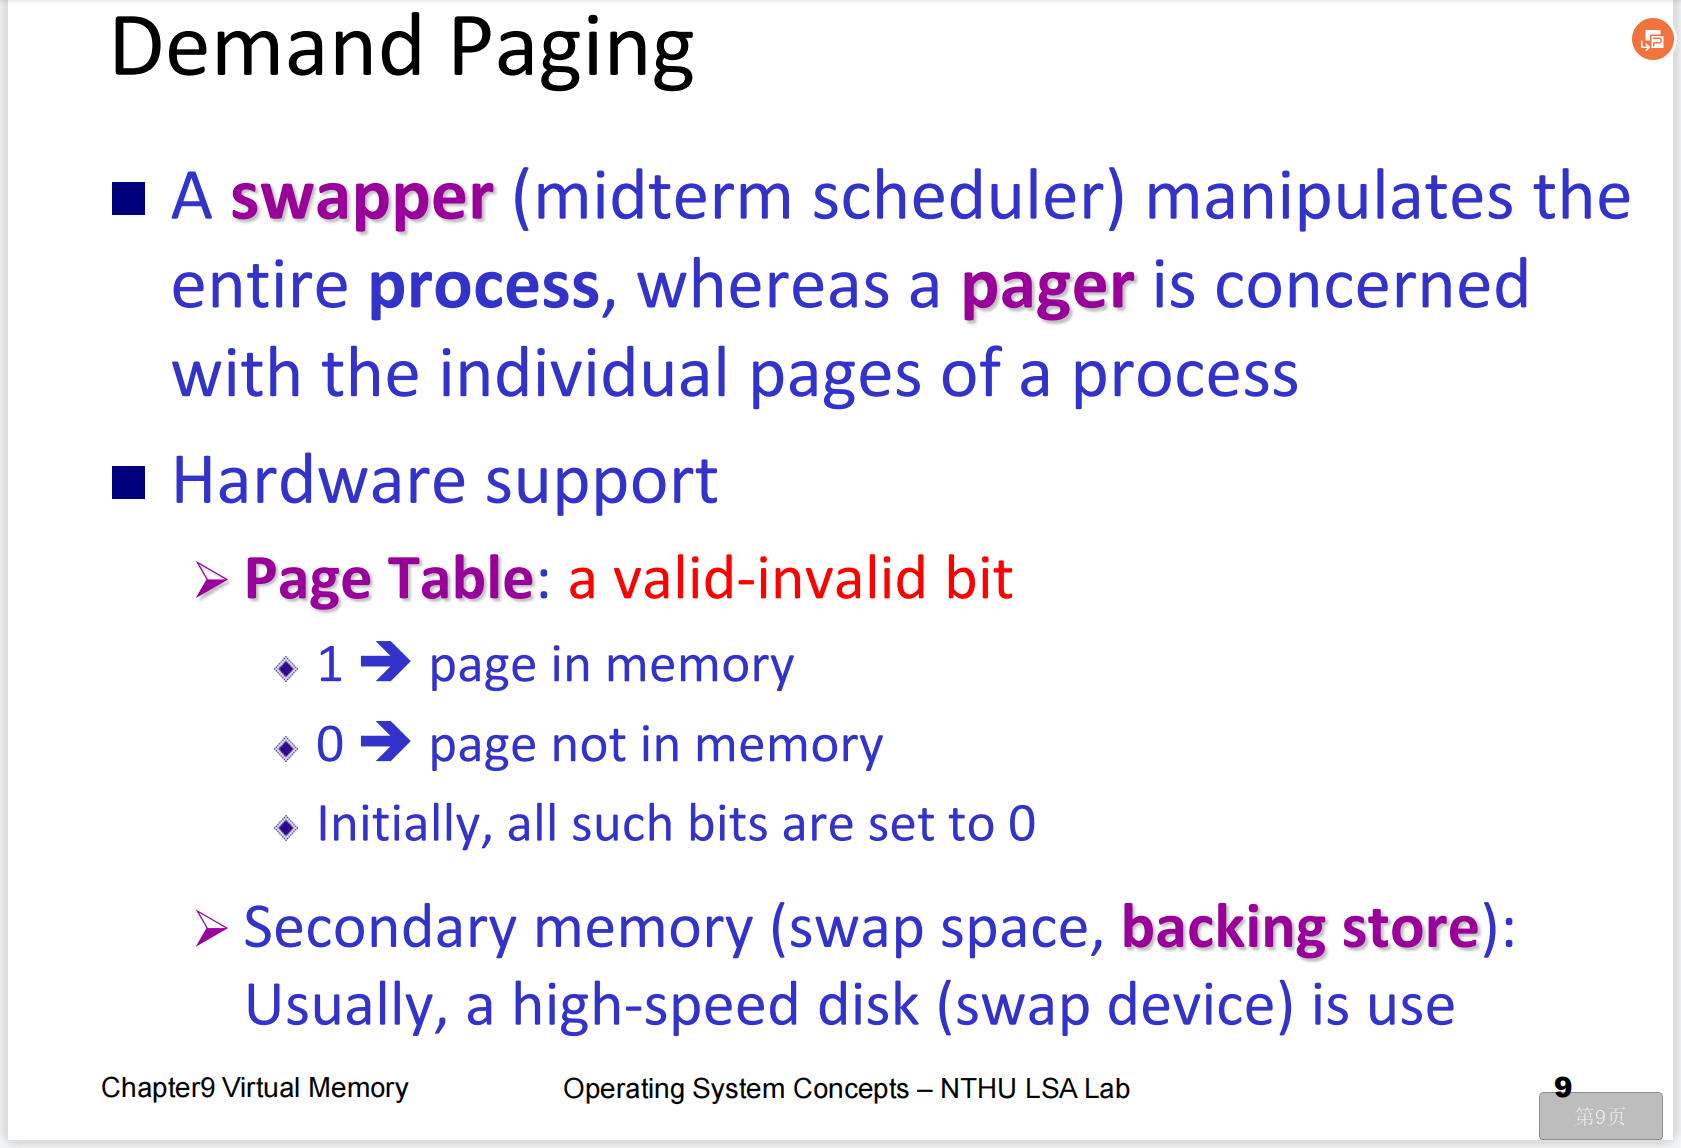 Demand Paging
A swapper (midterm scheduler) manipulates the
entire process, whereas a pager is concerned
with the individual pages of a process
Hardware support
Page Table: a valid-invalid bit
1 → page in memory
0 → page not in memory
Initially, all such bits are set to 0
Secondary memory (swap space, backing store):
Usually, a high-speed disk (swap device) is use
Chapter9 Virtual Memory
Operating System Concepts – NTHU LSA Lab
9
第9页